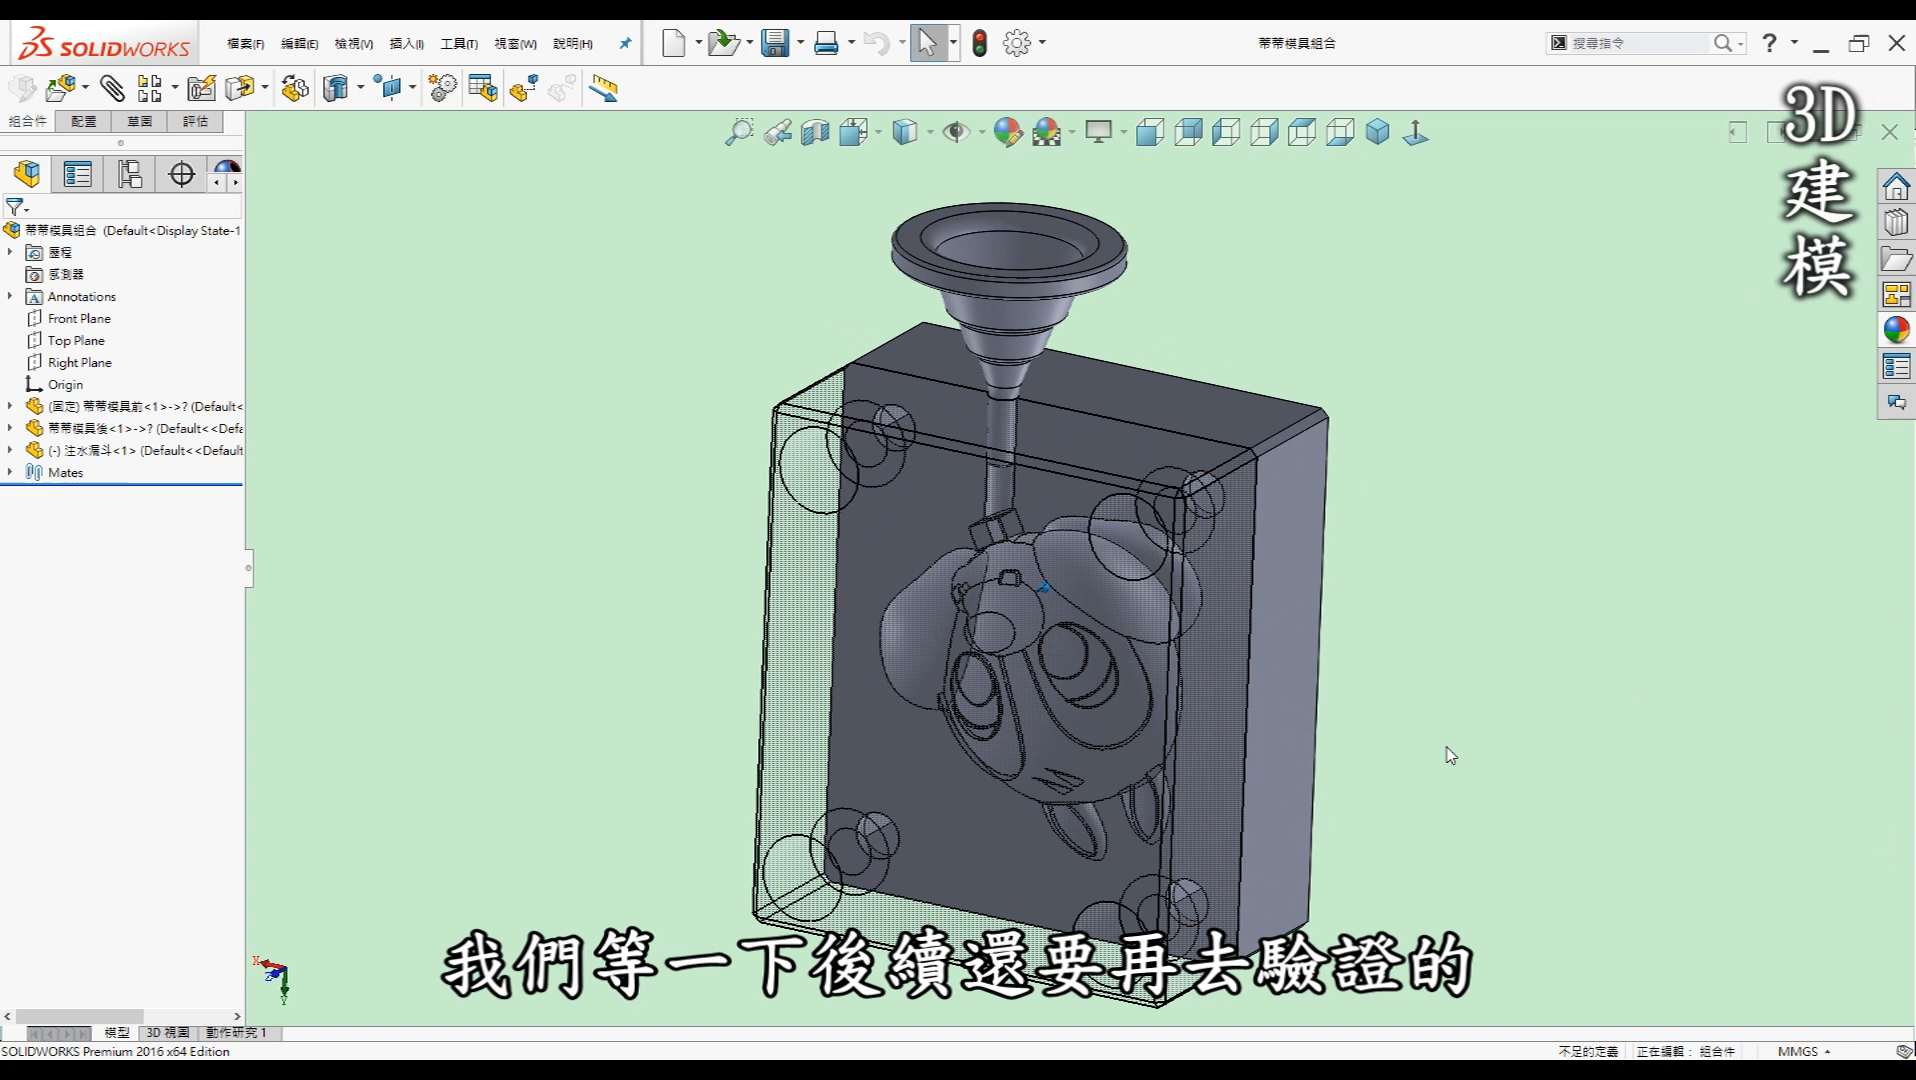 SOLIDWORKS
檔案(F) 編輯(E) 檢視(V) 插入(I) 工具(T) 視窗(W) 說明(H)
蒂蒂模具組合
搜尋指令
組合件 配置 草圖 評估
3D建模
蒂蒂模具組合 (Default<Display State-1
歷程
感測器
Annotations
Front Plane
Top Plane
Right Plane
Origin
(固定) 蒂蒂模具前<1>->? (Default<
蒂蒂模具後<1>->? (Default<<Defa
(-) 注水漏斗<1> (Default<<Default
Mates
我們等一下後續還要再去驗證的
模型 3D 視圖 動作研究 1
SOLIDWORKS Premium 2016 x64 Edition
不足的定義 正在編輯： 組合件 MMGS